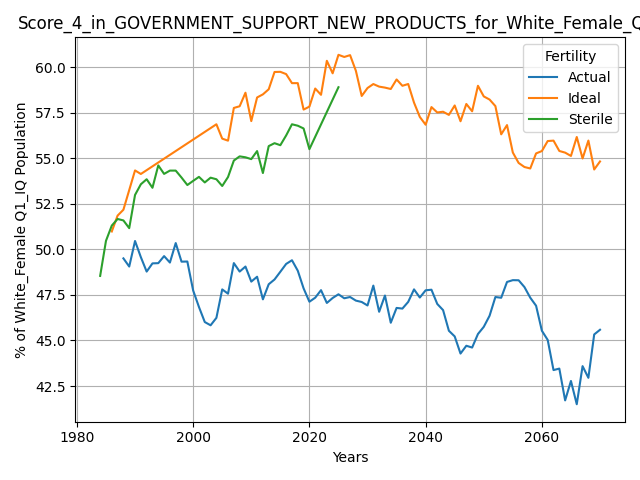 Score_4_in_GOVERNMENT_SUPPORT_NEW_PRODUCTS_for_White_Female_Q
Fertility
Actual
Ideal
Sterile
% of White_Female Q1_IQ Population
60.0
57.5
55.0
52.5
50.0
47.5
45.0
42.5
1980
2000
2020
2040
2060
Years